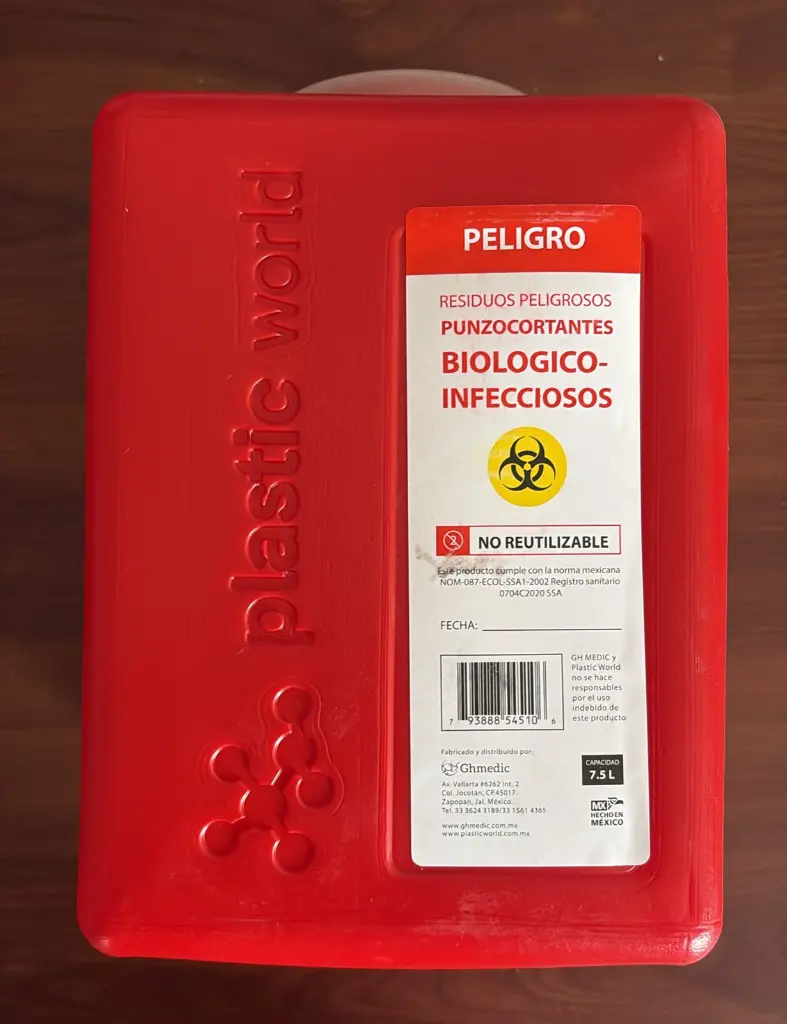 plastic world
PELIGRO
RESIDUOS PELIGROSOS
PUNZOCORTANTES
BIOLOGICO-
INFECCIOSOS
NO REUTILIZABLE
Este producto cumple con la norma mexicana
NOM-087-ECOL-SSA1-2002 Registro sanitario
0704C2020 SSA
FECHA:
7 93888 54510 6
GH MEDIC y
Plastic World
no se hace
responsables
por el uso
indebido de
este producto
Fabricado y distribuido por:
Ghmedic
Av. Vallarta #6262 int. 2
Col. Jocotán, CP.45017
Zapopan, Jal. México.
Tel. 33 3624 3189/33 1561 4365
www.ghmedic.com.mx
www.plasticworld.com.mx
CAPACIDAD
7.5 L
MX
HECHO EN
MÉXICO